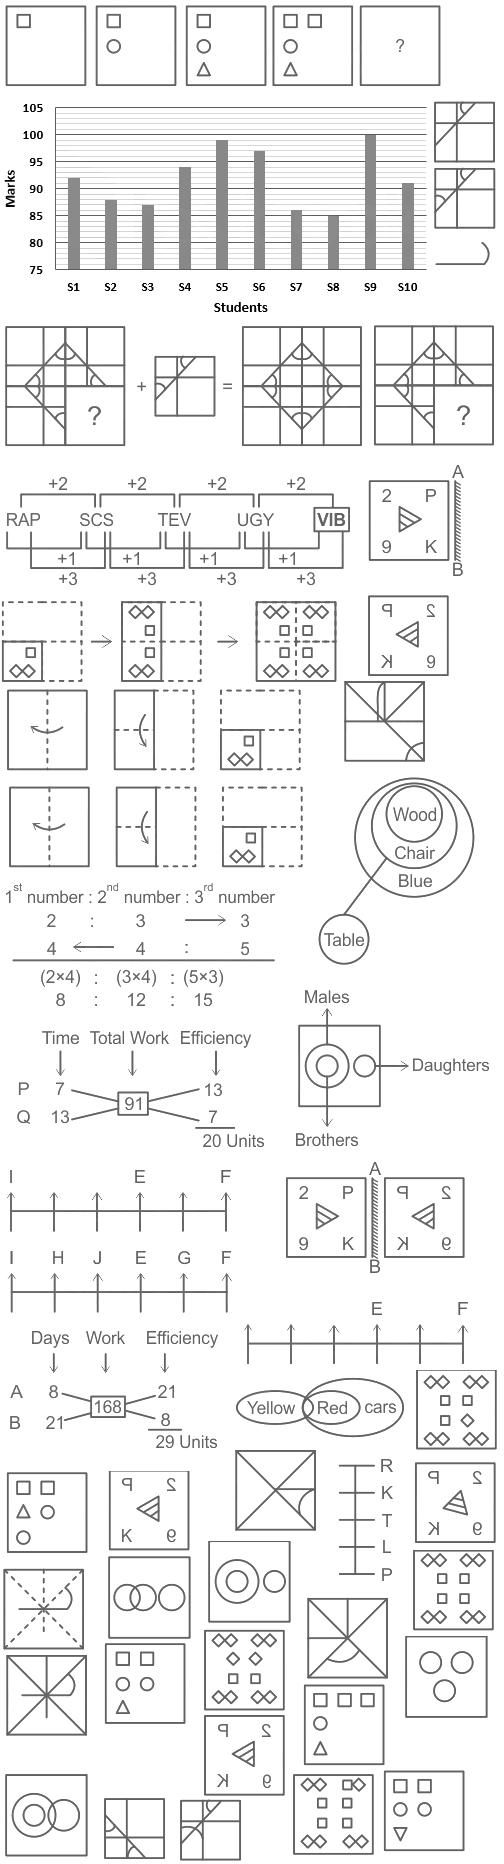 ?
105
100
95
90
85
80
75
Marks
S1 S2 S3 S4 S5 S6 S7 S8 S9 S10
Students
? + = ?
+2 +2 +2 +2
RAP SCS TEV UGY VIB
+1 +1 +1 +1
+3 +3 +3 +3
A
2 P
9 K
B
P 2
K 9
Wood
Chair
Blue
Table
1st number : 2nd number : 3rd number
2 : 3 3
4 4 : 5
(2×4) : (3×4) : (5×3)
8 : 12 : 15
Time Total Work Efficiency
P 7 91 13
Q 13 7
20 Units
Males
Daughters
Brothers
I E F
I H J E G F
A
2 P P 2
9 K K 9
B
E F
Days Work Efficiency
A 8 168 21
B 21 8
29 Units
Yellow Red cars
P 2
K 9
R
K
T
L
P
P 2
K 9
P 2
K 9